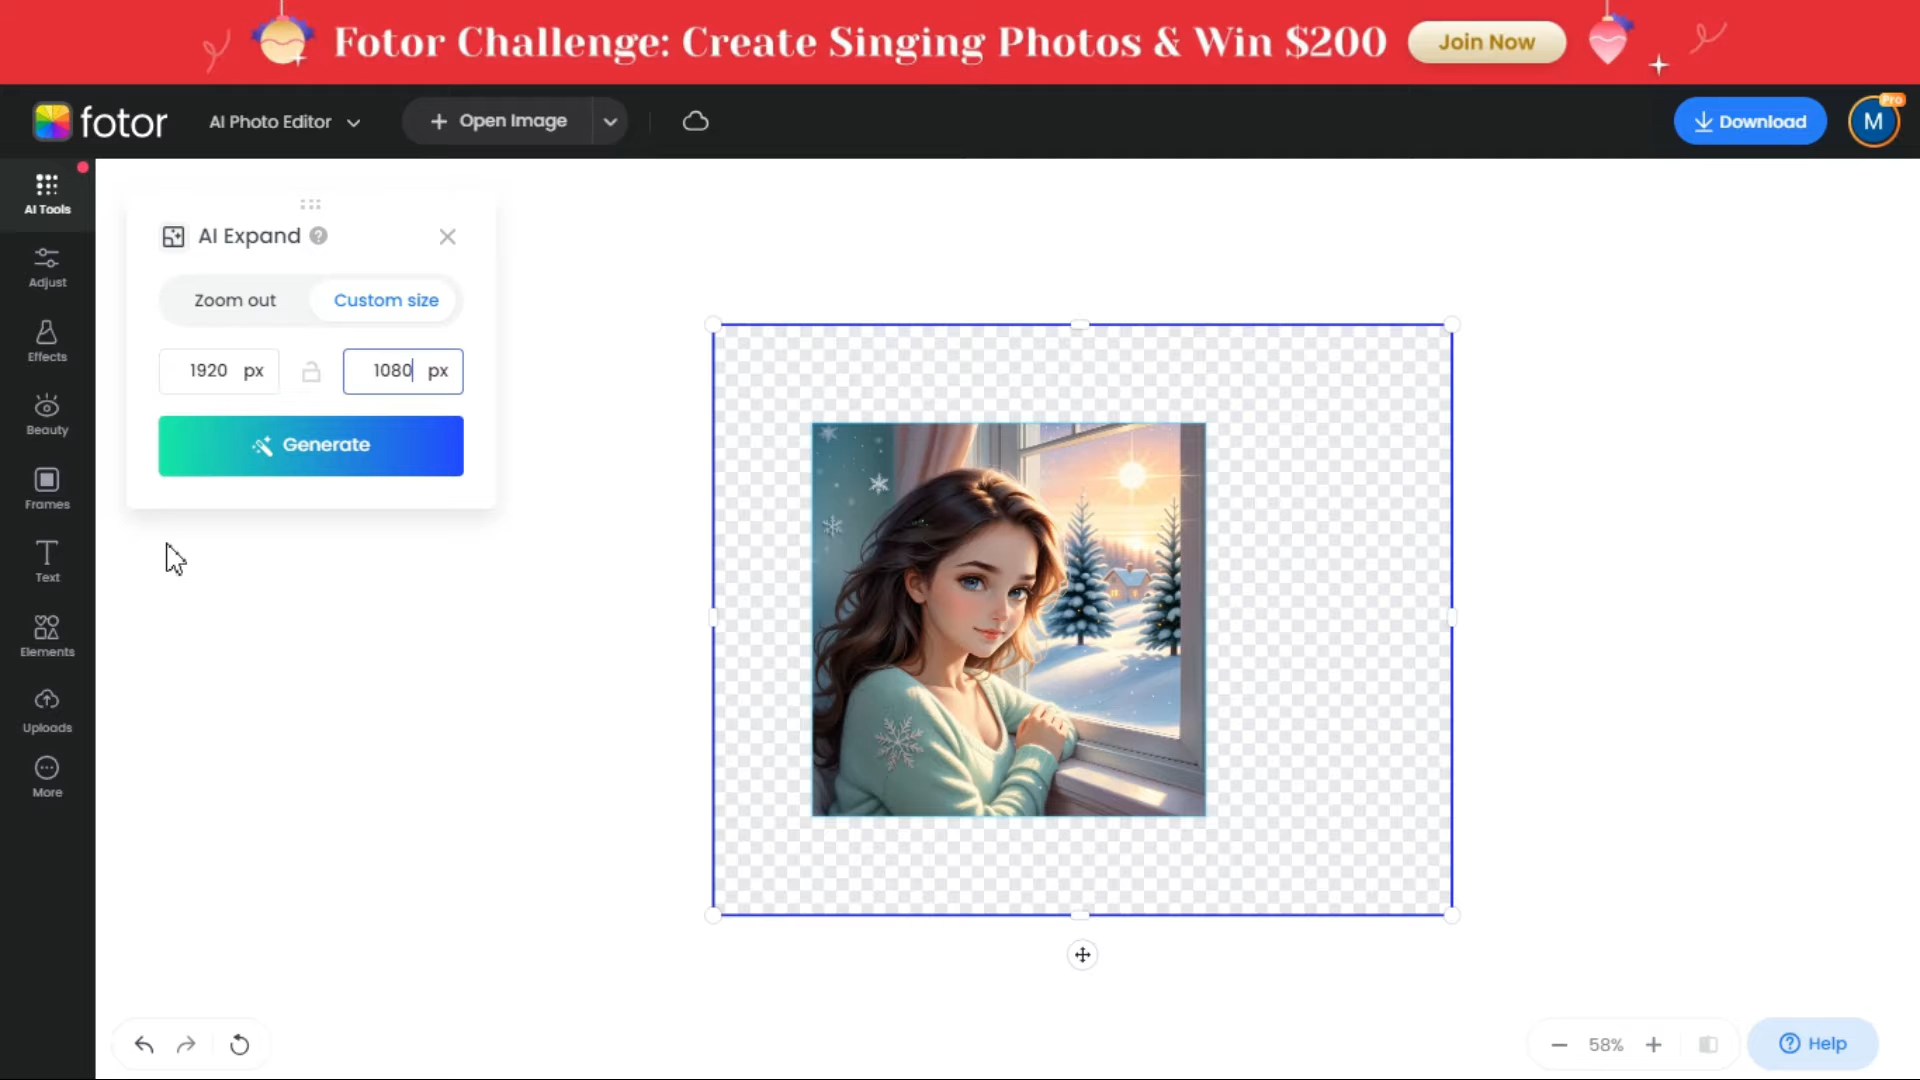 Fotor Challenge: Create Singing Photos & Win $200
Join Now
fotor
AI Photo Editor
+ Open Image
Download
M
Pro
AI Tools
AI Expand
Zoom out
Custom size
1920 px
1080 px
Generate
Adjust
Effects
Beauty
Frames
Text
Elements
Uploads
More
58%
Help